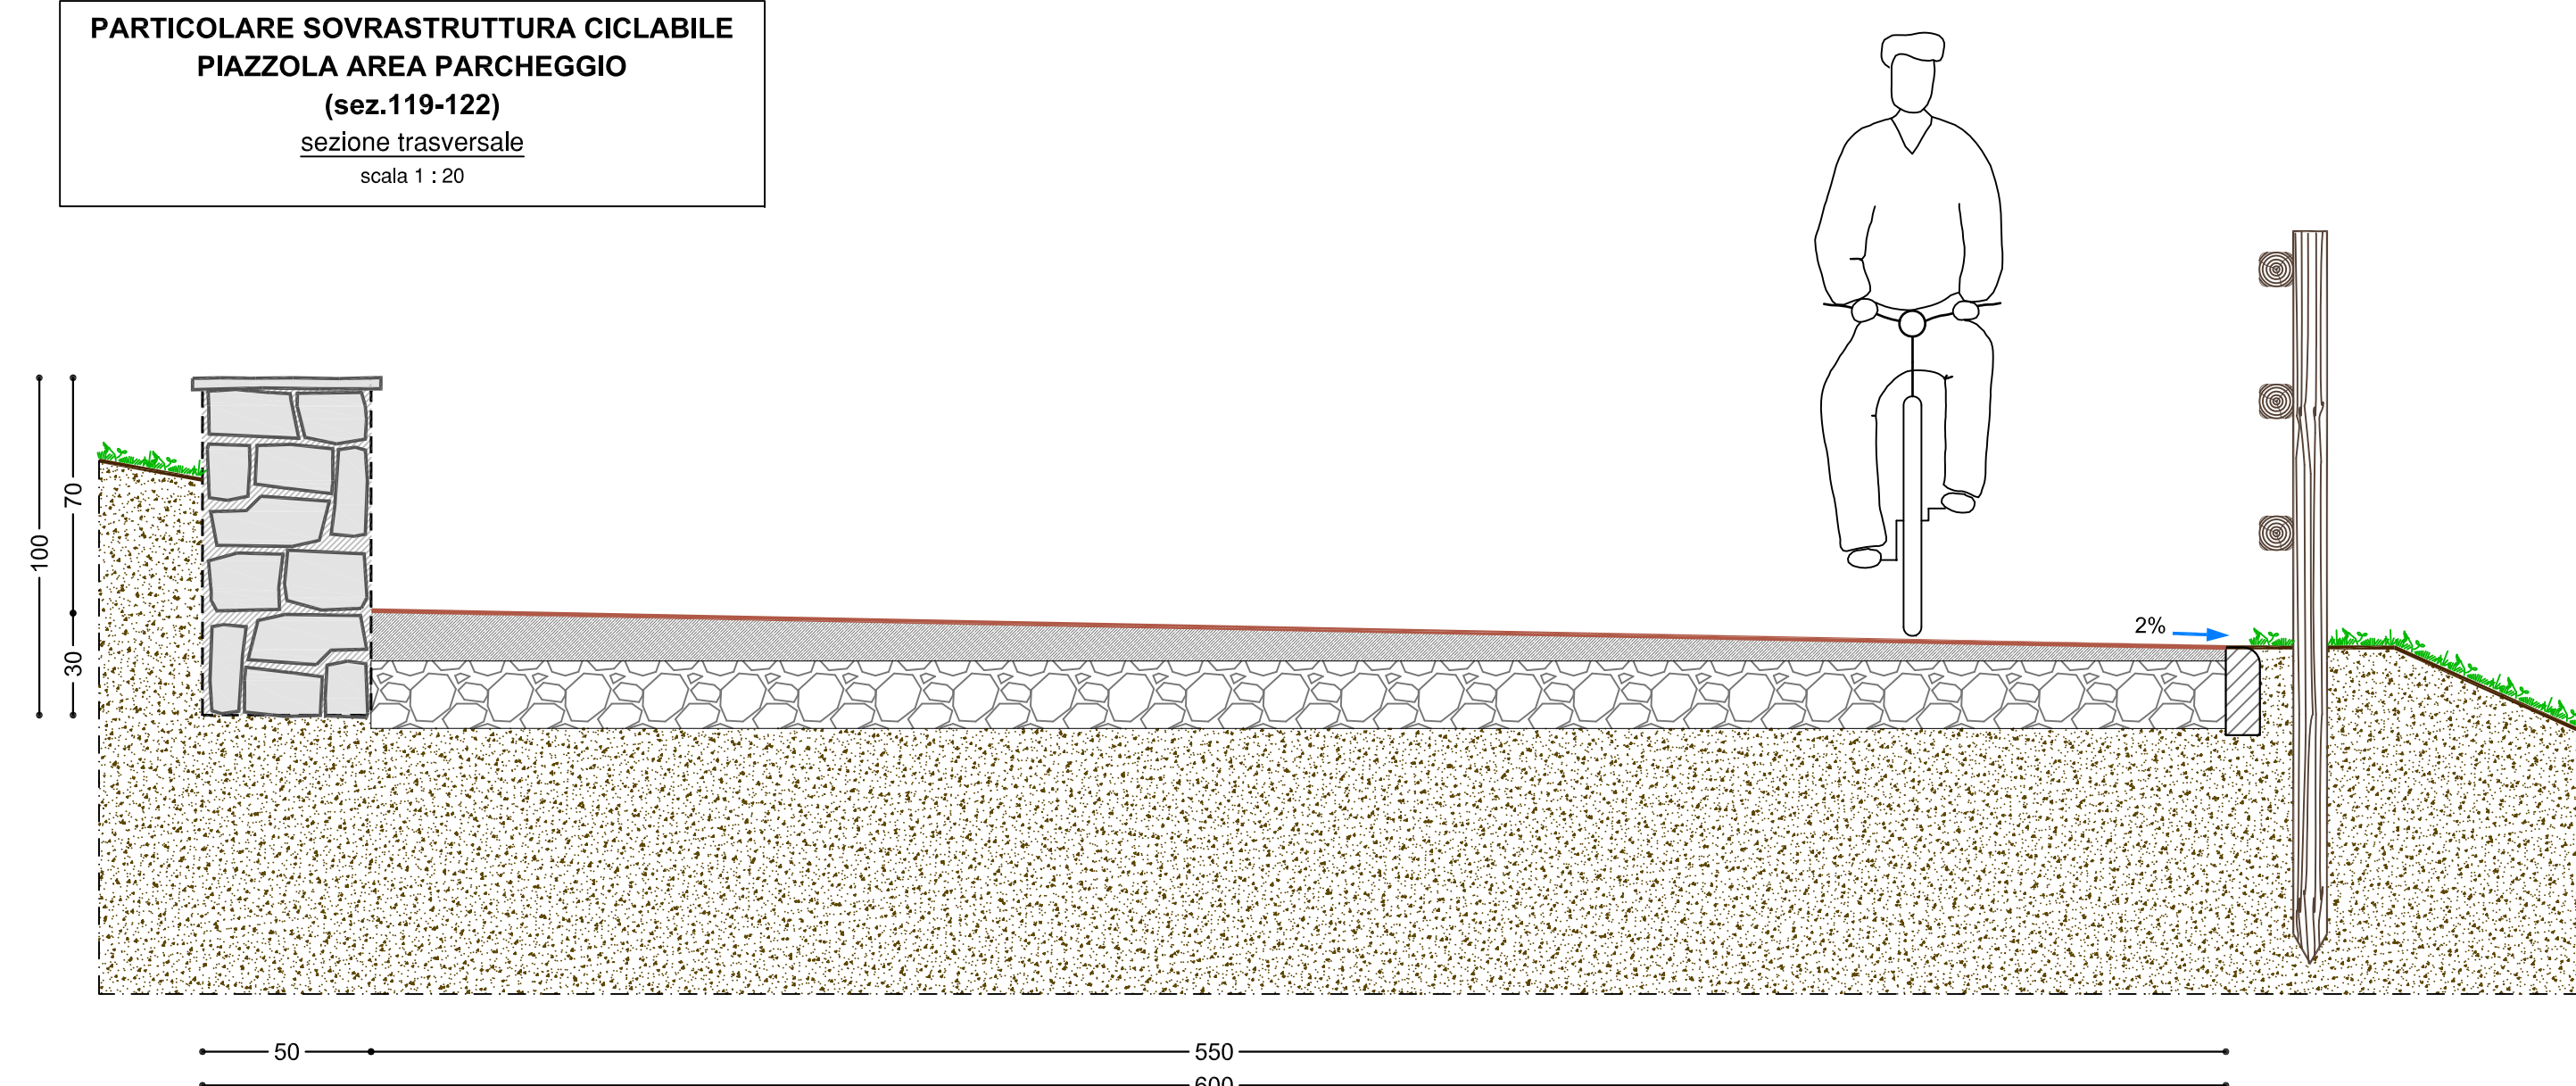 PARTICOLARE SOVRASTRUTTURA CICLABILE
PIAZZOLA AREA PARCHEGGIO
(sez.119-122)
sezione trasversale
scala 1 : 20
100
70
30
2%
50
550
600